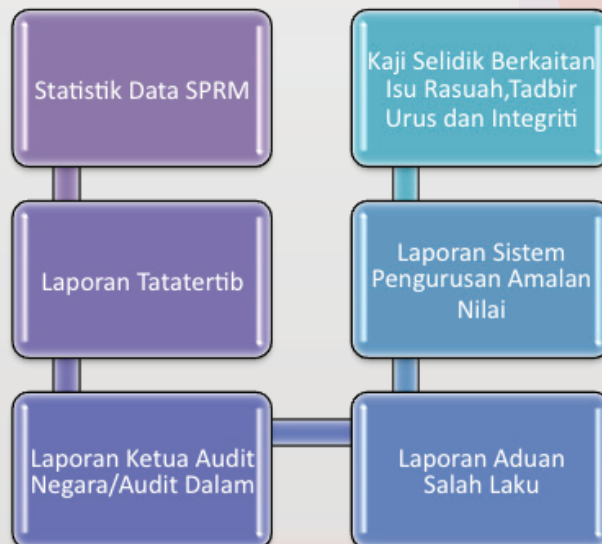 Statistik Data SPRM
Laporan Tatatertib
Laporan Ketua Audit
Negara/Audit Dalam
Laporan Aduan
Salah Laku
Laporan Sistem
Pengurusan Amalan
Nilai
Kaji Selidik Berkaitan
Isu Rasuah,Tadbir
Urus dan Integriti